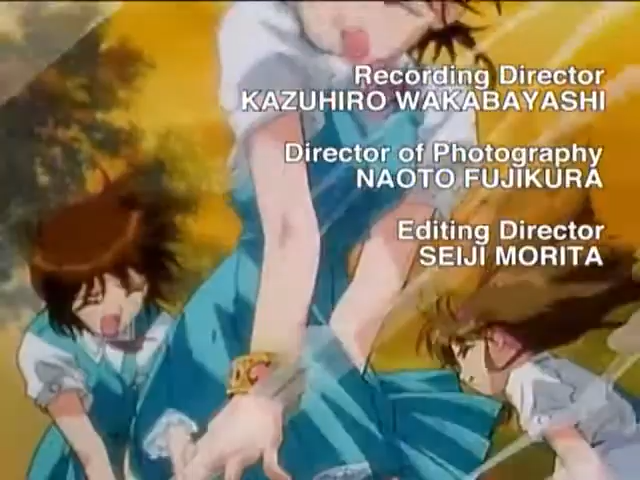 Recording Director
KAZUHIRO WAKABAYASHI
Director of Photography
NAOTO FUJIKURA
Editing Director
SEIJI MORITA